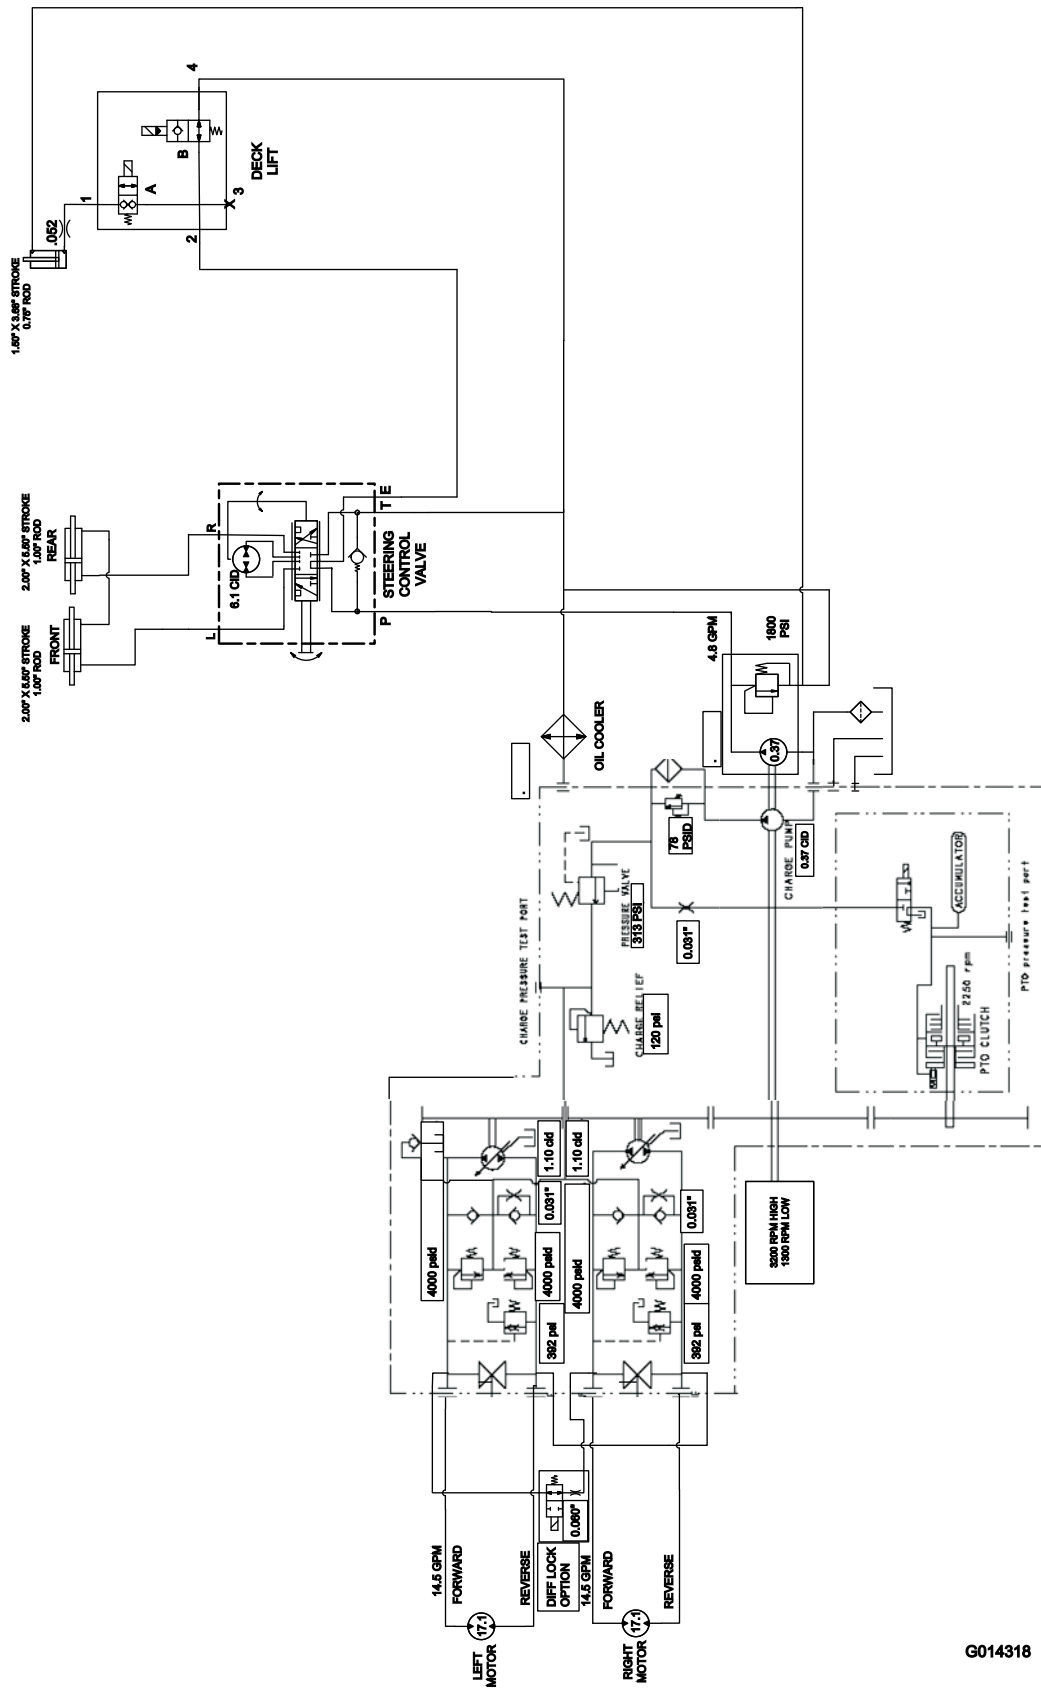 4
B
A
1
3
2
DECK
LIFT
.052
1.50" X 3.68" STROKE
0.75" ROD
2.00" X 5.50" STROKE
1.00" ROD
REAR
2.00" X 5.50" STROKE
1.00" ROD
FRONT
R
L
6.1 CID
E
T
P
STEERING
CONTROL
VALVE
4.8 GPM
1800
PSI
0.37
OIL COOLER
78
PSID
CHARGE PUMP
0.37 CID
PRESSURE VALVE
313 PSI
CHARGE PRESSURE TEST PORT
0.031"
CHARGE RELIEF
120 psi
ACCUMULATOR
2250 rpm
PTO CLUTCH
PTO pressure test port
1.10 cid
1.10 cid
0.031"
0.031"
4000 psid
4000 psid
4000 psid
4000 psid
392 psi
392 psi
3200 RPM HIGH
1300 RPM LOW
0.060"
DIFF LOCK
OPTION
14.5 GPM
FORWARD
REVERSE
14.5 GPM
FORWARD
REVERSE
17.1
LEFT
MOTOR
17.1
RIGHT
MOTOR
G014318